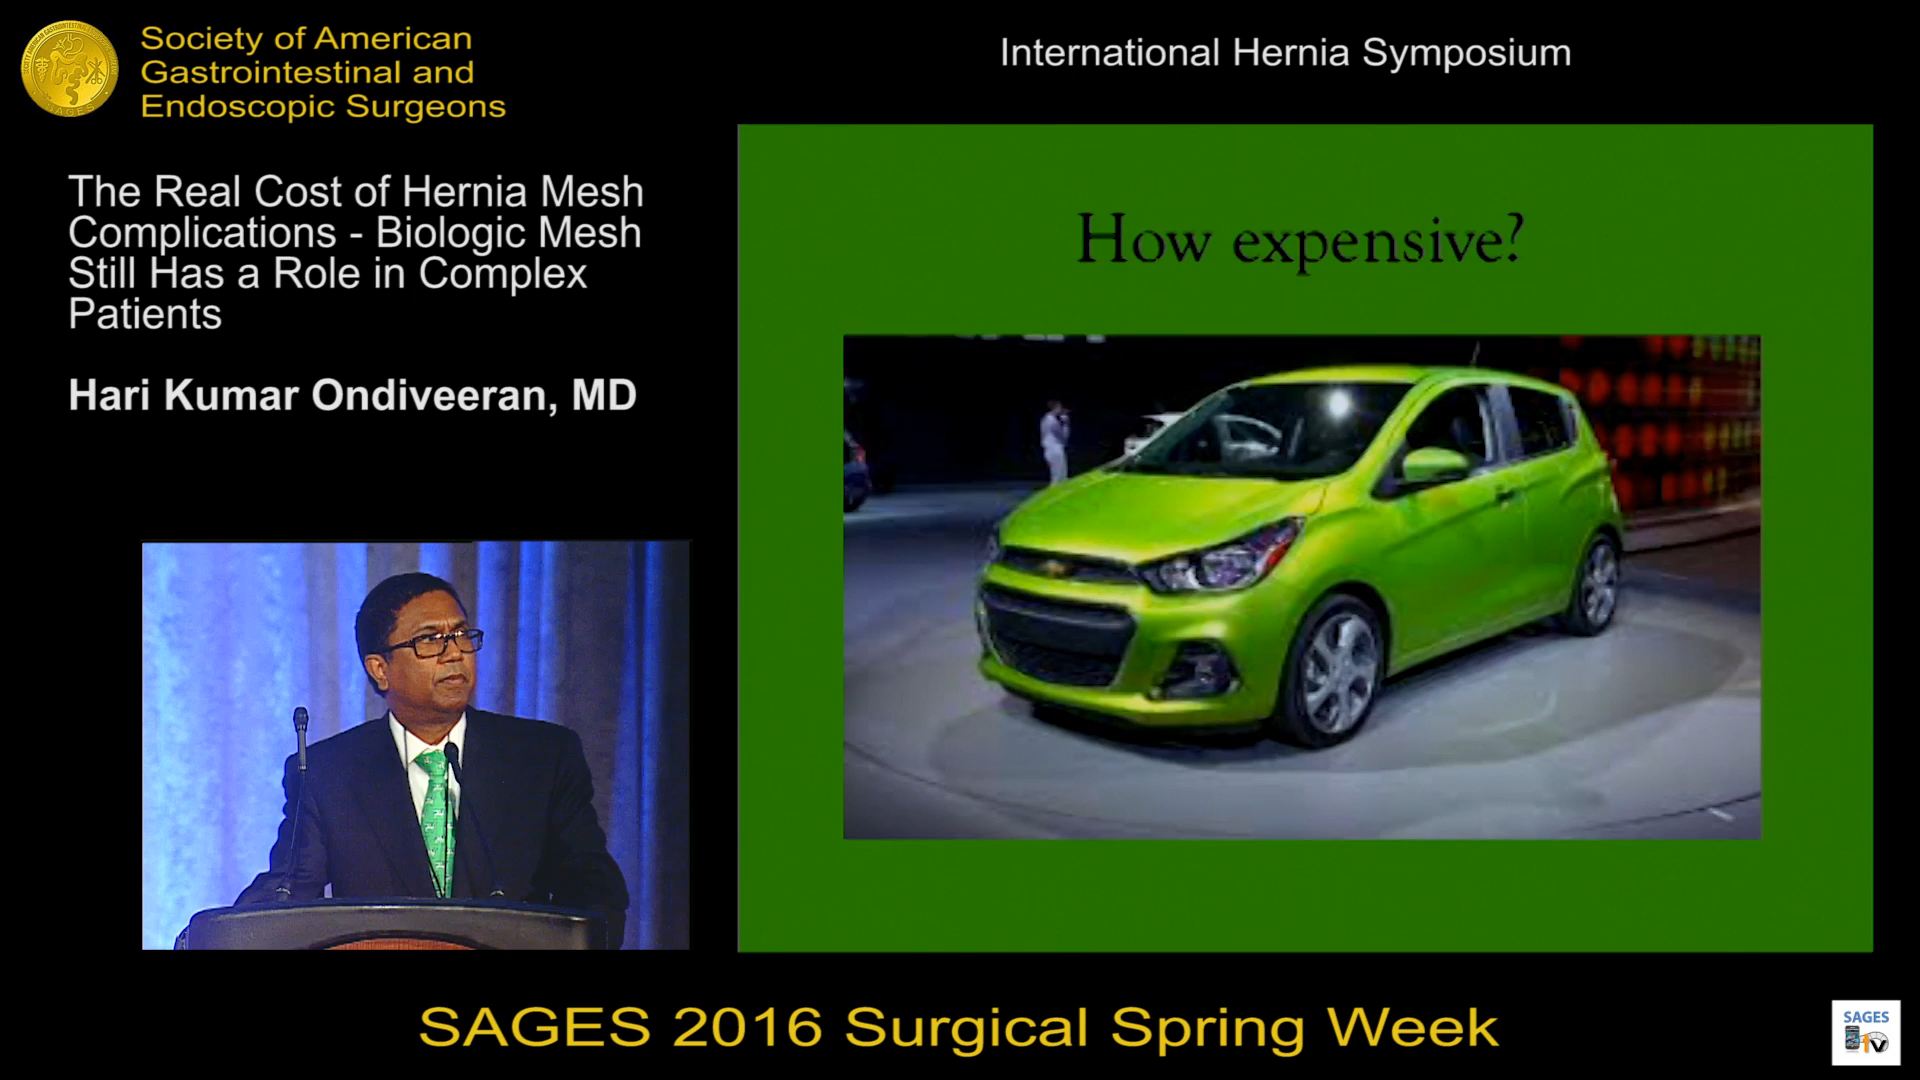 Society of American
Gastrointestinal and
Endoscopic Surgeons
International Hernia Symposium
The Real Cost of Hernia Mesh
Complications - Biologic Mesh
Still Has a Role in Complex
Patients
Hari Kumar Ondiveeran, MD
How expensive?
SAGES 2016 Surgical Spring Week
SAGES
TV
SAGES